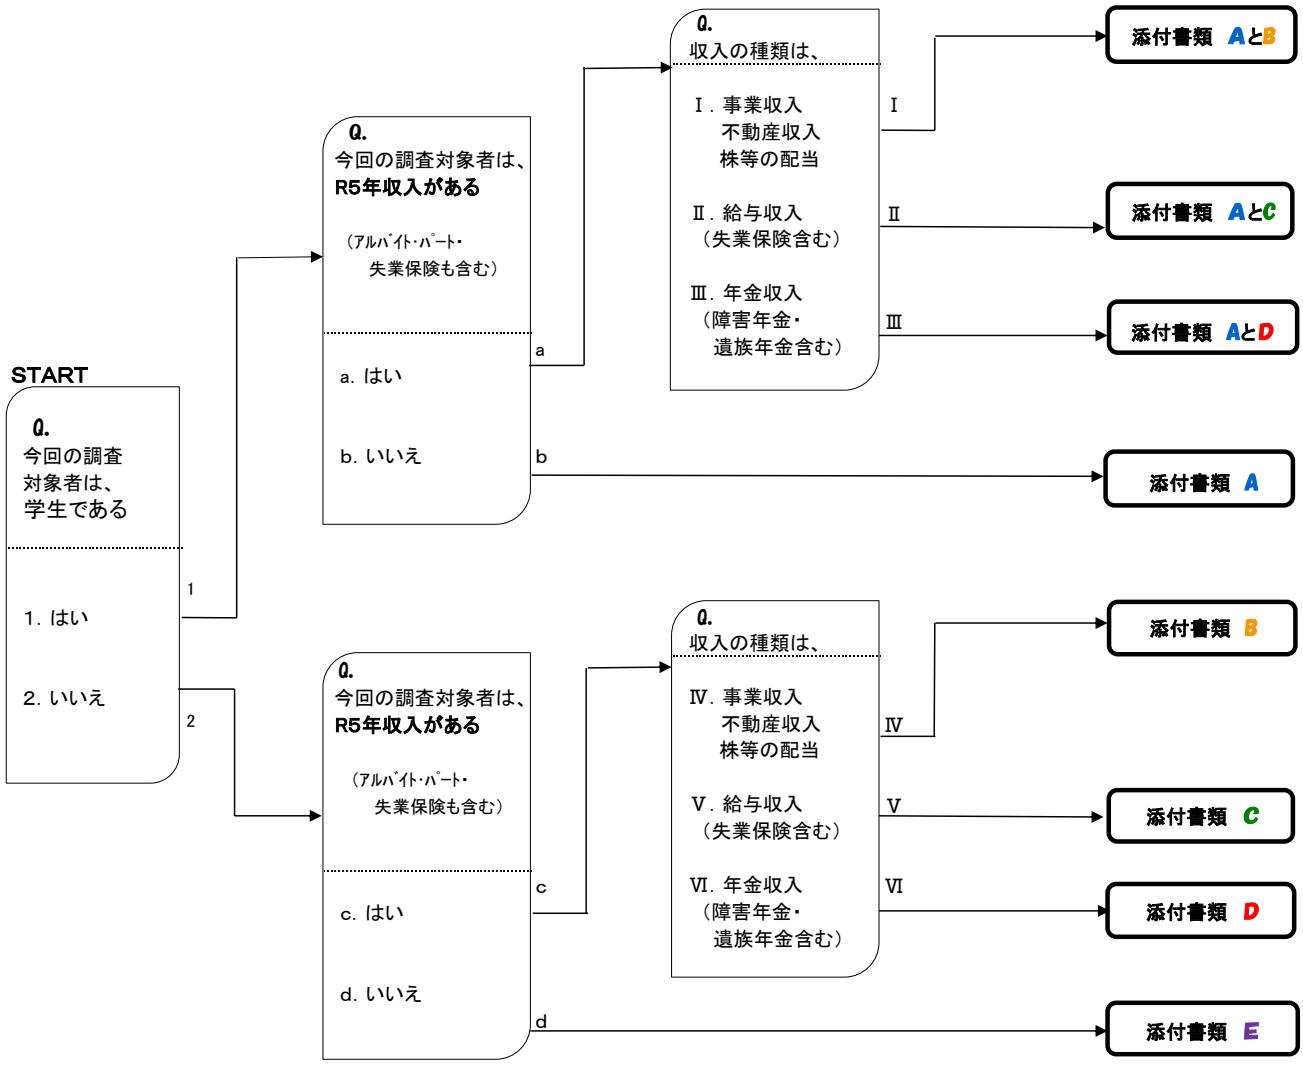 START
Q.
今回の調査
対象者は、
学生である
1. はい
2. いいえ
1
2
Q.
今回の調査対象者は、
R5年収入がある
（ｱﾙﾊﾞｲﾄ・ﾊﾟｰﾄ・
失業保険も含む）
a. はい
b. いいえ
a
b
Q.
収入の種類は、
Ⅰ. 事業収入
不動産収入
株等の配当
Ⅱ. 給与収入
（失業保険含む）
Ⅲ. 年金収入
（障害年金・
遺族年金含む）
Ⅰ
Ⅱ
Ⅲ
添付書類 AとB
添付書類 AとC
添付書類 AとD
添付書類 A
Q.
今回の調査対象者は、
R5年収入がある
（ｱﾙﾊﾞｲﾄ・ﾊﾟｰﾄ・
失業保険も含む）
c. はい
d. いいえ
c
d
Q.
収入の種類は、
Ⅳ. 事業収入
不動産収入
株等の配当
Ⅴ. 給与収入
（失業保険含む）
Ⅵ. 年金収入
（障害年金・
遺族年金含む）
Ⅳ
Ⅴ
Ⅵ
添付書類 B
添付書類 C
添付書類 D
添付書類 E